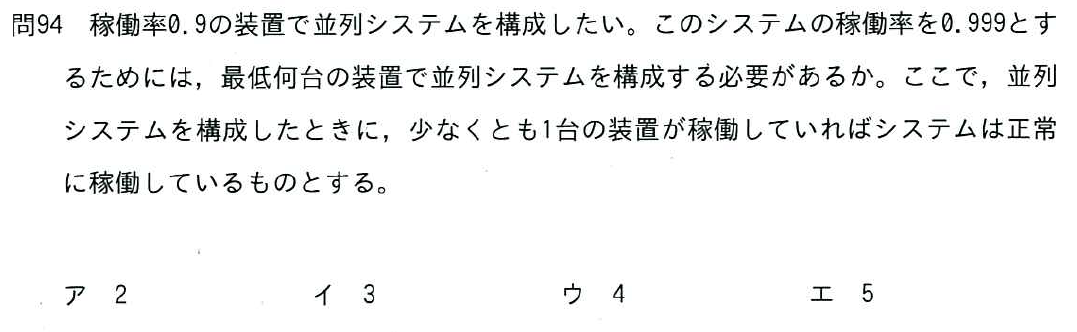 問94 稼働率0.9の装置で並列システムを構成したい。このシステムの稼働率を0.999とす
るためには，最低何台の装置で並列システムを構成する必要があるか。ここで，並列
システムを構成したときに，少なくとも1台の装置が稼働していればシステムは正常
に稼働しているものとする。
ア 2 イ 3 ウ 4 エ 5